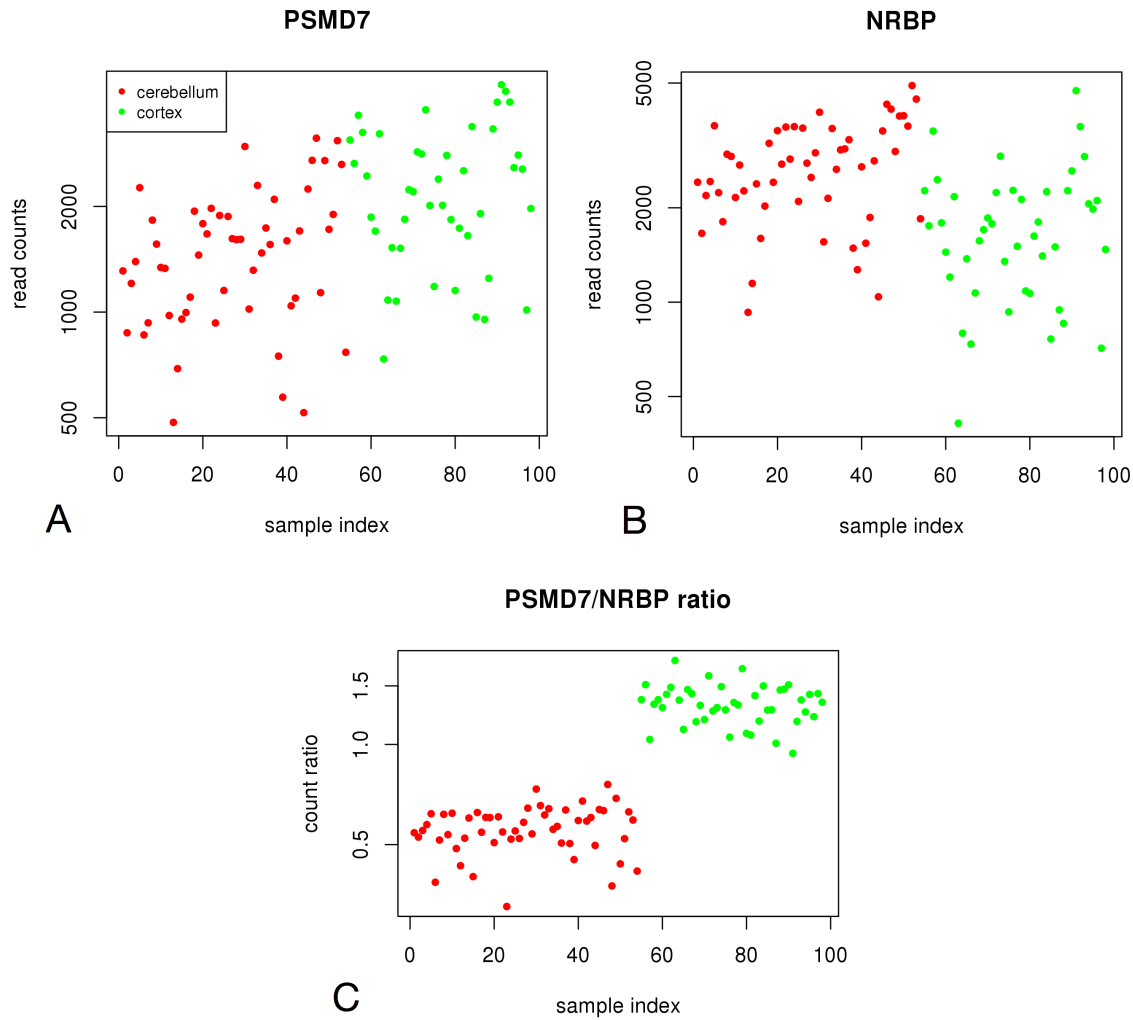 PSMD7
cerebellum
cortex
read counts
2000
1000
500
0 20 40 60 80 100
sample index
A
NRBP
read counts
5000
2000
1000
500
0 20 40 60 80 100
sample index
B
PSMD7/NRBP ratio
count ratio
1.5
1.0
0.5
0 20 40 60 80 100
sample index
C